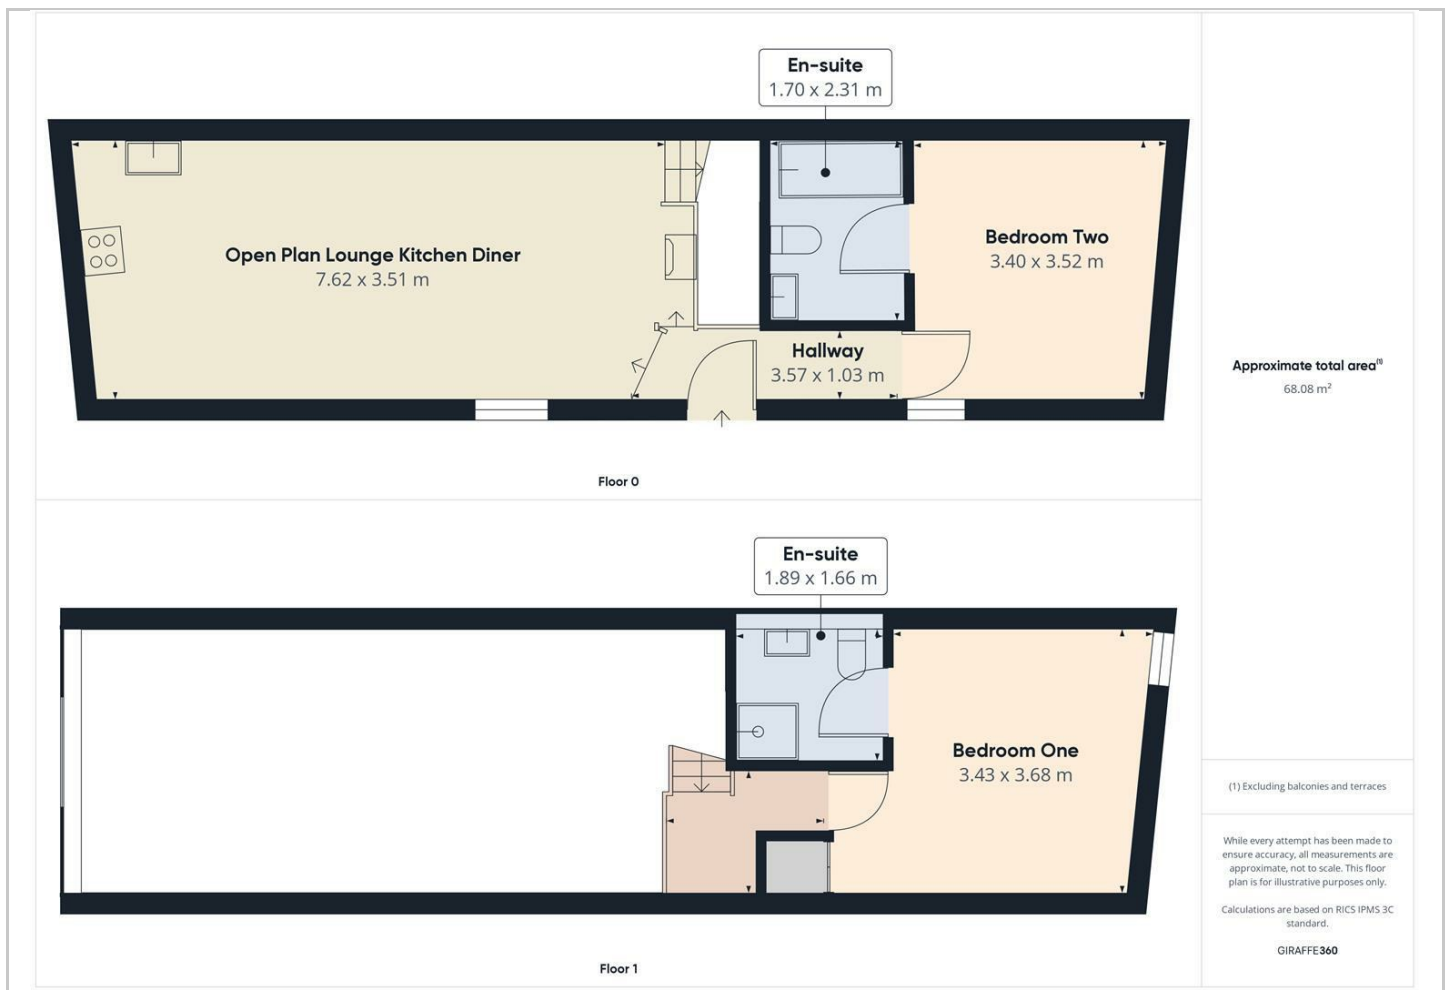 En-suite
1.70 x 2.31 m
Open Plan Lounge Kitchen Diner
7.62 x 3.51 m
Bedroom Two
3.40 x 3.52 m
Hallway
3.57 x 1.03 m
Floor 0
En-suite
1.89 x 1.66 m
Bedroom One
3.43 x 3.68 m
Floor 1
Approximate total area(1)
68.08 m²
(1) Excluding balconies and terraces
While every attempt has been made to
ensure accuracy, all measurements are
approximate, not to scale. This floor
plan is for illustrative purposes only.
Calculations are based on RICS IPMS 3C
standard.
GIRAFFE360